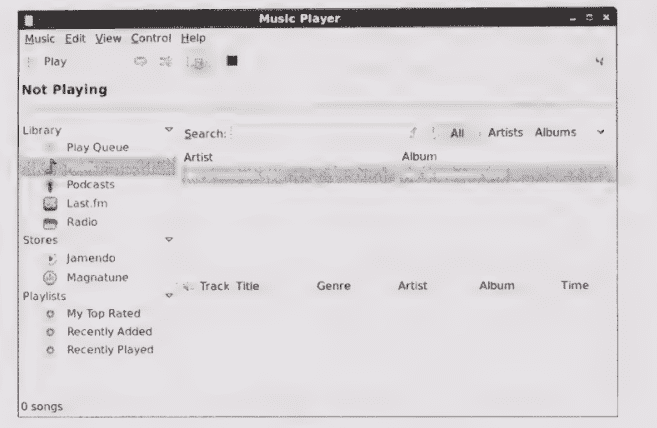 Music Player
Music Edit View Control Help
Play
Not Playing
Library
Play Queue
Podcasts
Last.fm
Radio
Stores
Jamendo
Magnatune
Playlists
My Top Rated
Recently Added
Recently Played
Search:
All Artists Albums
Artist Album
Track Title Genre Artist Album Time
0 songs